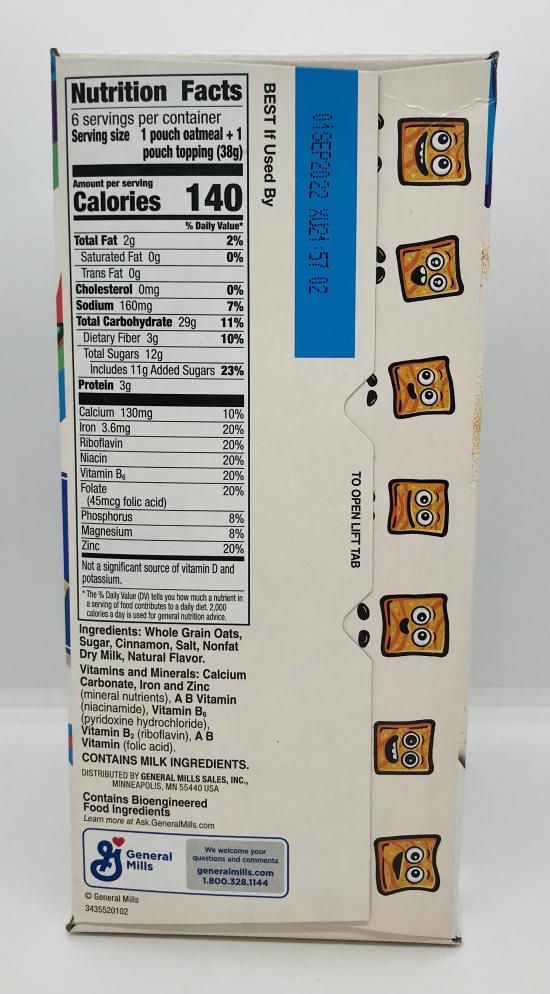 Nutrition Facts
6 servings per container
Serving size 1 pouch oatmeal + 1
pouch topping (38g)
Amount per serving
Calories 140
% Daily Value*
Total Fat 2g 2%
Saturated Fat 0g 0%
Trans Fat 0g
Cholesterol 0mg 0%
Sodium 160mg 7%
Total Carbohydrate 29g 11%
Dietary Fiber 3g 10%
Total Sugars 12g
Includes 11g Added Sugars 23%
Protein 3g
Calcium 130mg 10%
Iron 3.6mg 20%
Riboflavin 20%
Niacin 20%
Vitamin B6 20%
Folate 20%
(45mcg folic acid)
Phosphorus 8%
Magnesium 8%
Zinc 20%
Not a significant source of vitamin D and
potassium.
* The % Daily Value (DV) tells you how much a nutrient in
a serving of food contributes to a daily diet. 2,000
calories a day is used for general nutrition advice.
Ingredients: Whole Grain Oats,
Sugar, Cinnamon, Salt, Nonfat
Dry Milk, Natural Flavor.
Vitamins and Minerals: Calcium
Carbonate, Iron and Zinc
(mineral nutrients), A B Vitamin
(niacinamide), Vitamin B6
(pyridoxine hydrochloride),
Vitamin B2 (riboflavin), A B
Vitamin (folic acid).
CONTAINS MILK INGREDIENTS.
DISTRIBUTED BY GENERAL MILLS SALES, INC.,
MINNEAPOLIS, MN 55440 USA
Contains Bioengineered
Food Ingredients
Learn more at Ask.GeneralMills.com
General
Mills
We welcome your
questions and comments
generalmills.com
1.800.328.1144
© General Mills
3435520102
BEST If Used By
01SEP2022
TO OPEN LIFT TAB